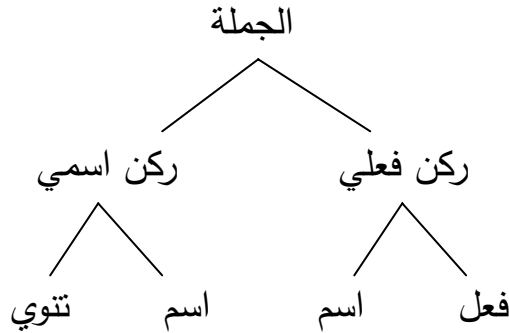 الجملة
ركن فعلي ركن اسمي
فعل اسم اسم تنوي